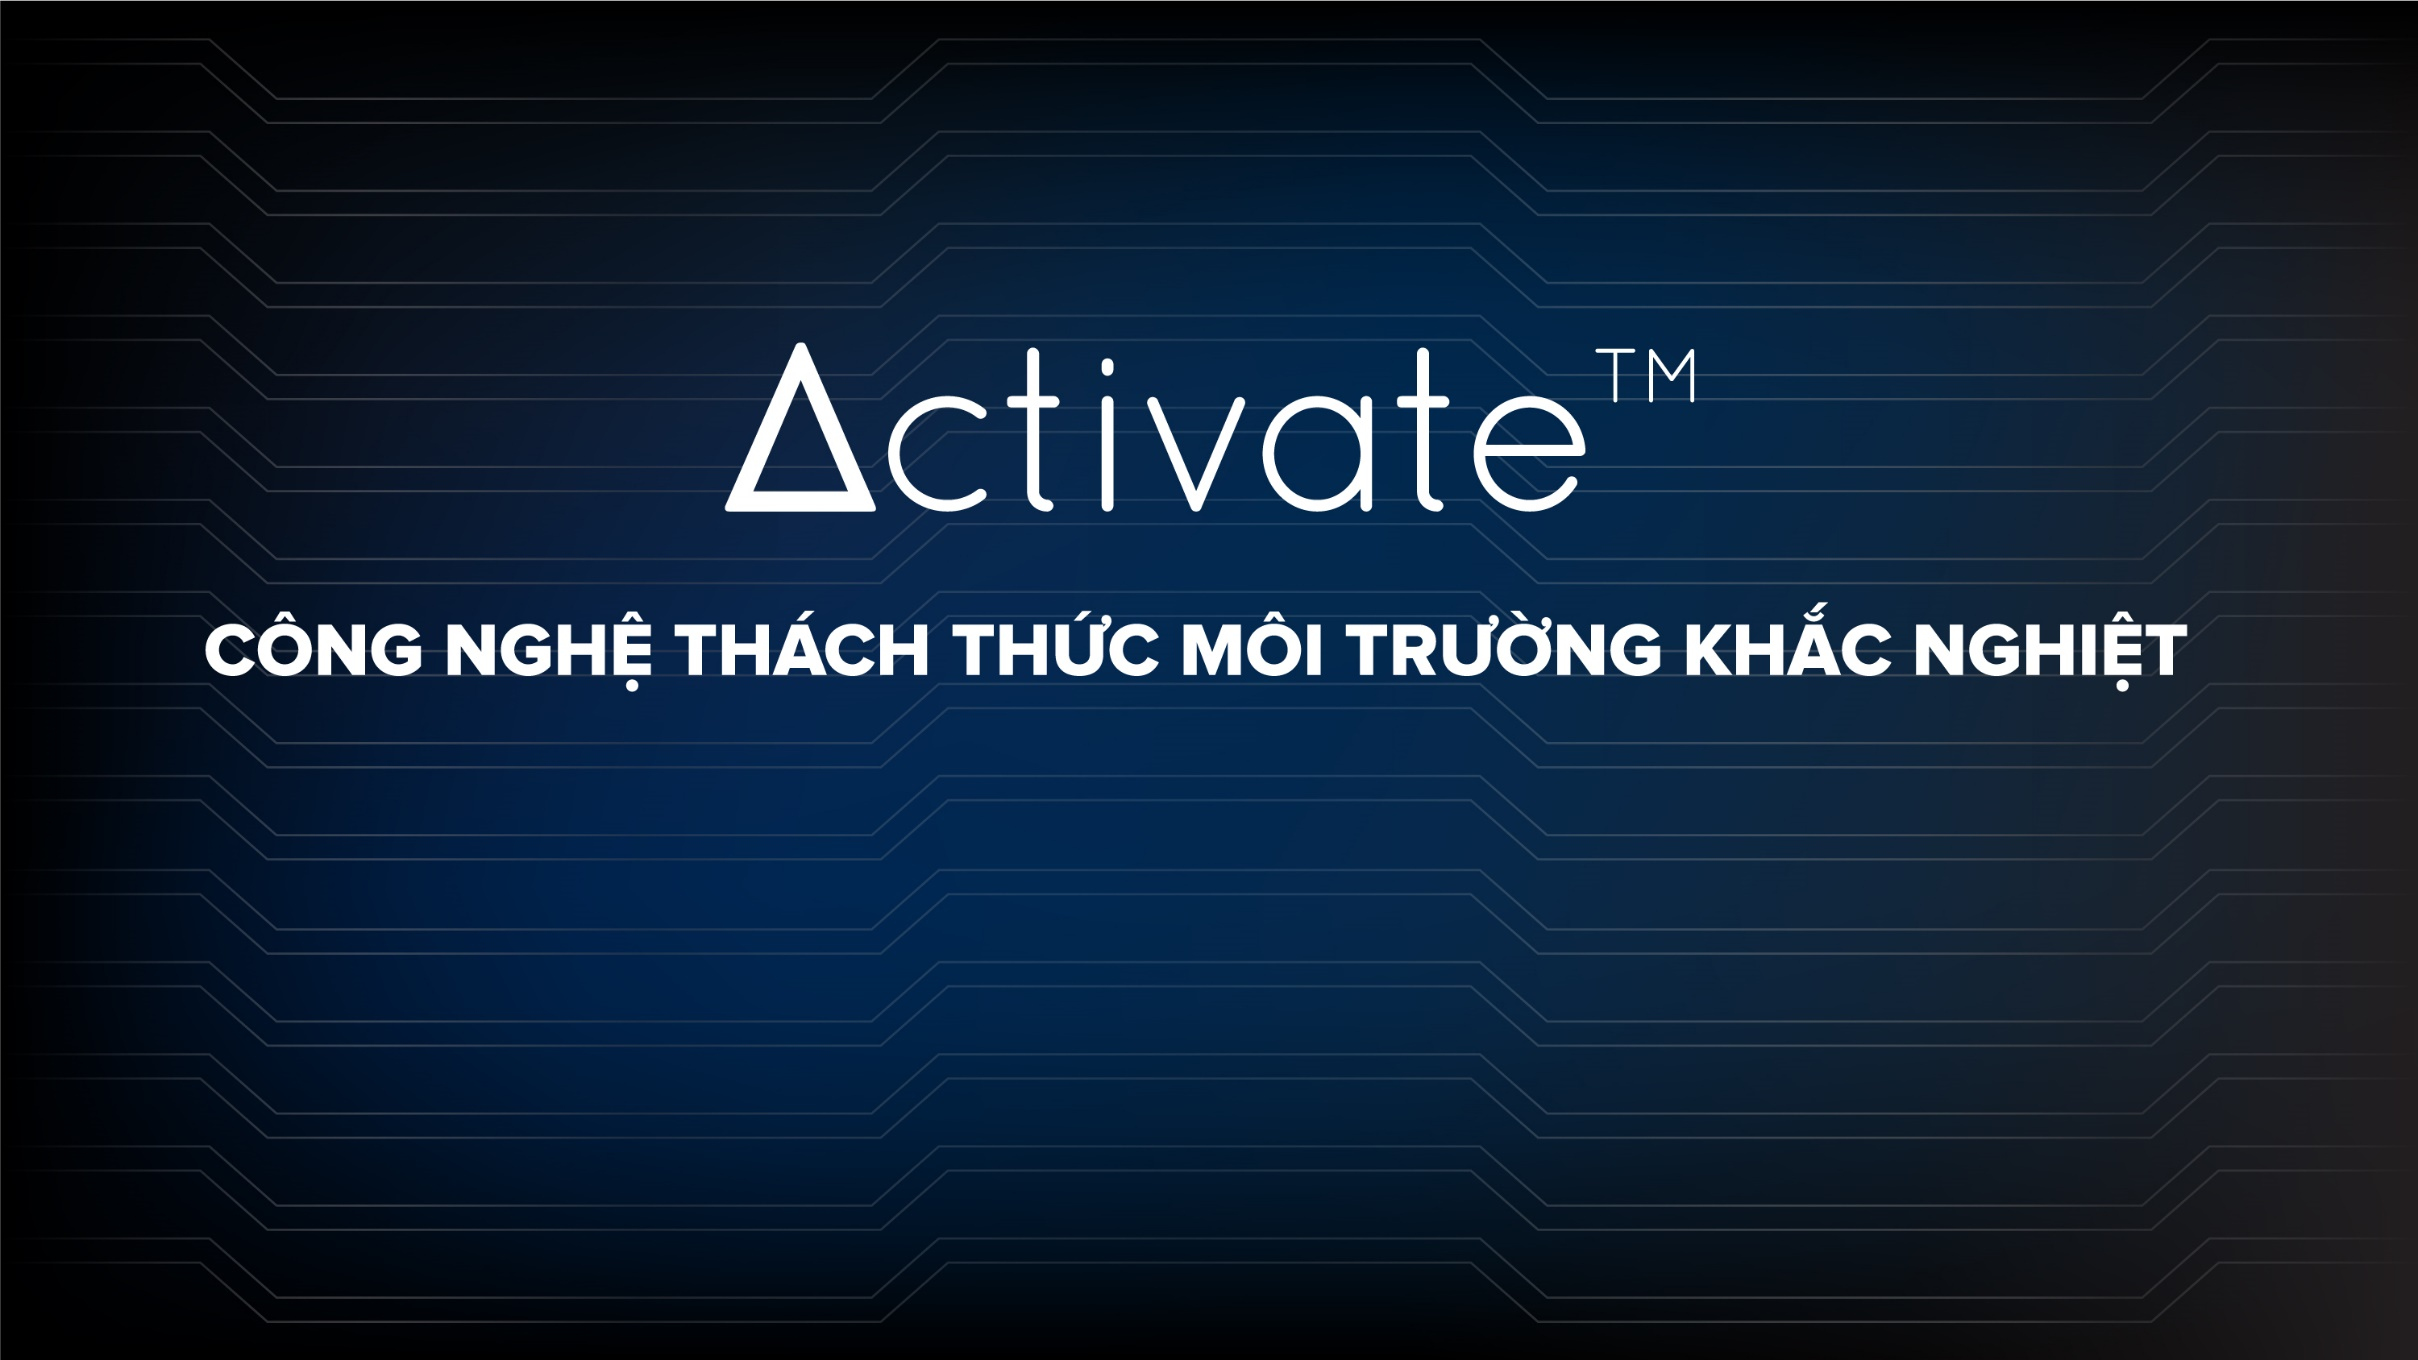 Activate™
CÔNG NGHỆ THÁCH THỨC MÔI TRƯỜNG KHẮC NGHIỆT